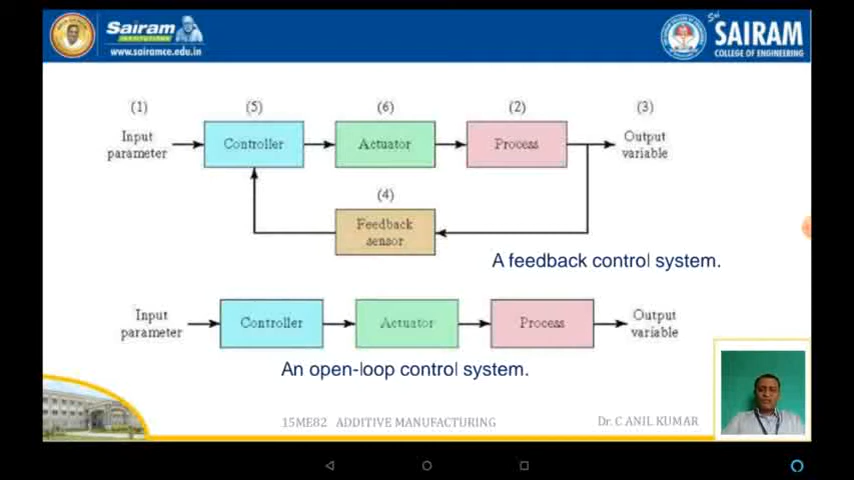 Sairam
INSTITUTIONS
www.sairamce.edu.in
Sri
SAIRAM
COLLEGE OF ENGINEERING
(1) (5) (6) (2) (3)
Input
parameter
Controller
Actuator
Process
Output
variable
(4)
Feedback
sensor
A feedback control system.
Input
parameter
Controller
Actuator
Process
Output
variable
An open-loop control system.
15ME82 ADDITIVE MANUFACTURING
Dr. C ANIL KUMAR